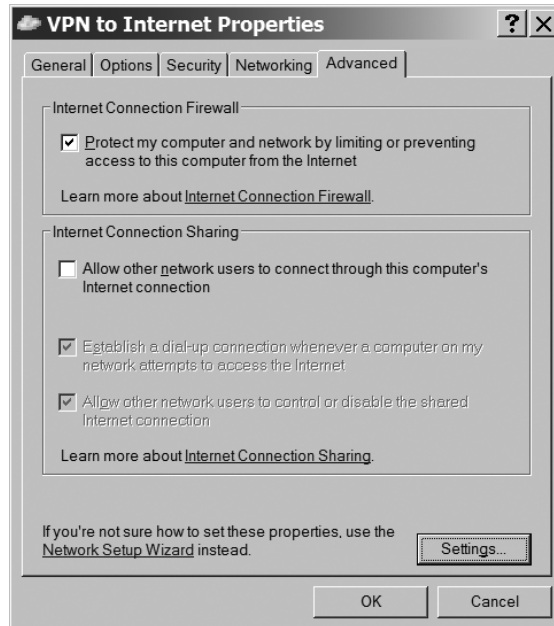 VPN to Internet Properties
General Options Security Networking Advanced
Internet Connection Firewall
Protect my computer and network by limiting or preventing
access to this computer from the Internet
Learn more about Internet Connection Firewall.
Internet Connection Sharing
Allow other network users to connect through this computer's
Internet connection
Establish a dial-up connection whenever a computer on my
network attempts to access the Internet
Allow other network users to control or disable the shared
Internet connection
Learn more about Internet Connection Sharing.
If you're not sure how to set these properties, use the
Network Setup Wizard instead.
Settings...
OK Cancel